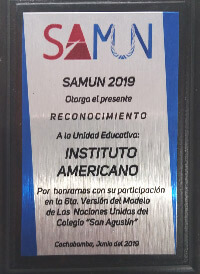 SAMUN
SAMUN 2019
Otorga el presente
RECONOCIMIENTO
A la Unidad Educativa:
INSTITUTO
AMERICANO
Por honrarnos con su participación
en la 6ta. Versión del Modelo
de Las Naciones Unidas del
Colegio "San Agustín"
Cochabamba, Junio del 2019